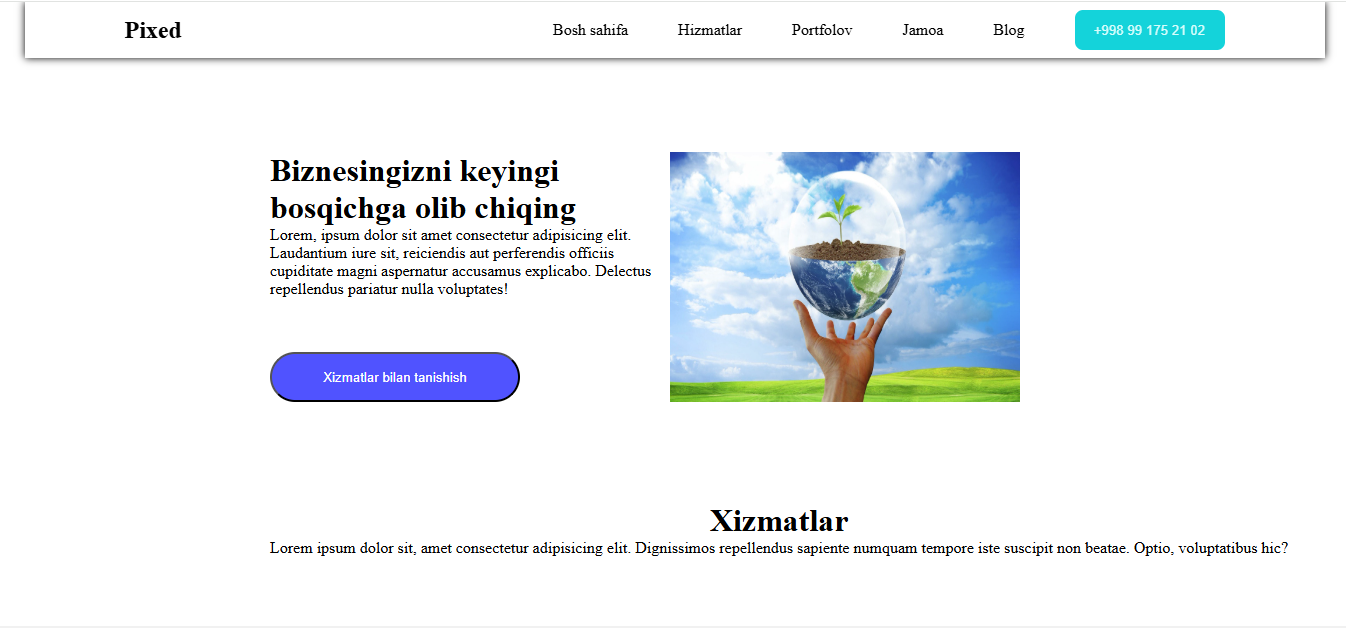 Pixed
Bosh sahifa
Hizmatlar
Portfolov
Jamoa
Blog
+998 99 175 21 02
Biznesingizni keyingi
bosqichga olib chiqing
Lorem, ipsum dolor sit amet consectetur adipisicing elit.
Laudantium iure sit, reiciendis aut perferendis officiis
cupiditate magni aspernatur accusamus explicabo. Delectus
repellendus pariatur nulla voluptates!
Xizmatlar bilan tanishish
Xizmatlar
Lorem ipsum dolor sit, amet consectetur adipisicing elit. Dignissimos repellendus sapiente numquam tempore iste suscipit non beatae. Optio, voluptatibus hic?